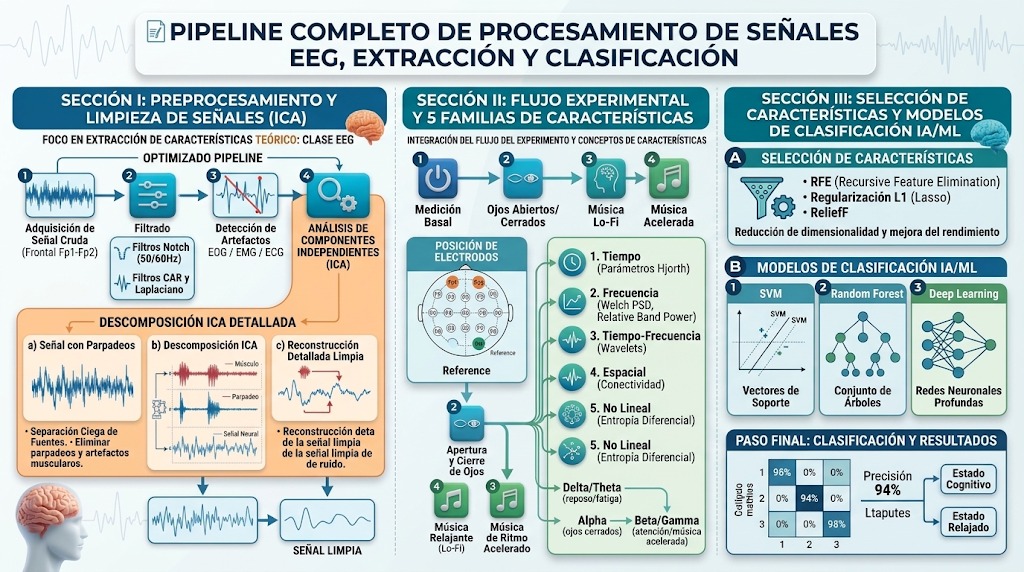 PIPELINE COMPLETO DE PROCESAMIENTO DE SEÑALES
EEG, EXTRACCIÓN Y CLASIFICACIÓN
SECCIÓN I: PREPROCESAMIENTO Y
LIMPIEZA DE SEÑALES (ICA)
FOCO EN EXTRACCIÓN DE CARACTERÍSTICAS TEÓRICO: CLASE EEG
OPTIMIZADO PIPELINE
1
2
3
4
Adquisición de
Señal Cruda
(Frontal Fp1-Fp2)
Filtrado
Filtros Notch
(50/60Hz)
Filtros CAR y
Laplaciano
Detección de
Artefactos
EOG / EMG / ECG
ANÁLISIS DE
COMPONENTES
INDEPENDIENTES
(ICA)
DESCOMPOSICIÓN ICA DETALLADA
a) Señal con Parpadeos
• Separación Ciega de
Fuentes. • Eliminar
parpadeos y artefactos
muscularos.
b) Descomposición ICA
Músculo
Parpadeo
Señal Neural
c) Reconstrucción
Detallada Limpia
• Reconstrucción deta
de la señal limpia
de la señal limpia de
de ruido.
SEÑAL LIMPIA
SECCIÓN II: FLUJO EXPERIMENTAL
Y 5 FAMILIAS DE CARACTERÍSTICAS
INTEGRACIÓN DEL FLUJO DEL EXPERIMENTO Y CONCEPTOS DE CARACTERÍSTICAS
1
2
3
4
Medición
Basal
Ojos Abiertos/
Cerrados
Música
Lo-Fi
Música
Acelerada
POSICIÓN DE
ELECTRODOS
Reference
Reference
2
Apertura
y Cierre
de Ojos
4
Música
Relajante
(Lo-Fi)
3
Música
de Ritmo
Acelerado
1. Tiempo
(Parámetros Hjorth)
2. Frecuencia
(Welch PSD,
Relative Band Power)
3. Tiempo-Frecuencia
(Wavelets)
4. Espacial
(Conectividad)
5. No Lineal
(Entropía Diferencial)
5. No Lineal
(Entropía Diferencial)
Delta/Theta
(reposo/fatiga)
Alpha
(ojos cerrados)
Beta/Gamma
(atención/música
acelerada)
SECCIÓN III: SELECCIÓN DE
CARACTERÍSTICAS Y MODELOS
DE CLASIFICACIÓN IA/ML
A SELECCIÓN DE CARACTERÍSTICAS
• RFE (Recursive Feature Elimination)
• Regularización L1 (Lasso)
• ReliefF
Reducción de dimensionalidad y mejora del rendimiento
B MODELOS DE CLASIFICACIÓN IA/ML
1 SVM
SVM
SVM
Vectores de
Soporte
2 Random Forest
Conjunto de
Árboles
3 Deep Learning
Redes Neuronales
Profundas
PASO FINAL: CLASIFICACIÓN Y RESULTADOS
1 96% 0% 0%
2 0% 94% 0%
3 0% 0% 98%
1 2 3
Precisión
94%
Ltaputes
Estado
Cognitivo
Estado
Relajado